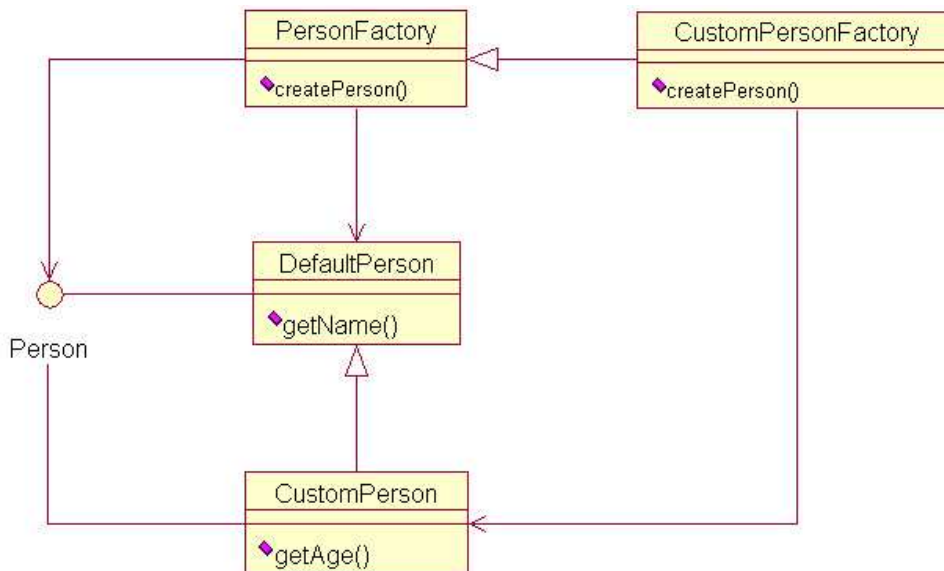 PersonFactory
createPerson()
CustomPersonFactory
createPerson()
DefaultPerson
getName()
Person
CustomPerson
getAge()